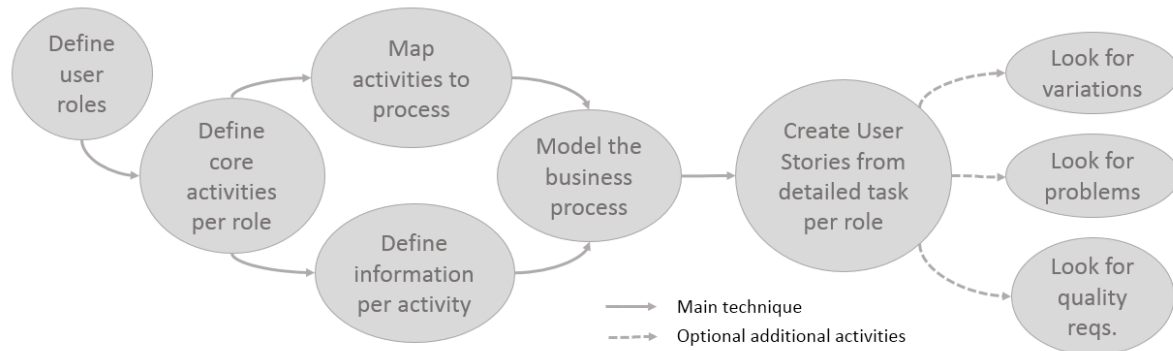 Define
user
roles
Define
core
activities
per role
Map
activities to
process
Define
information
per activity
Model the
business
process
Create User
Stories from
detailed task
per role
Look for
variations
Look for
problems
Look for
quality
reqs.
Main technique
Optional additional activities